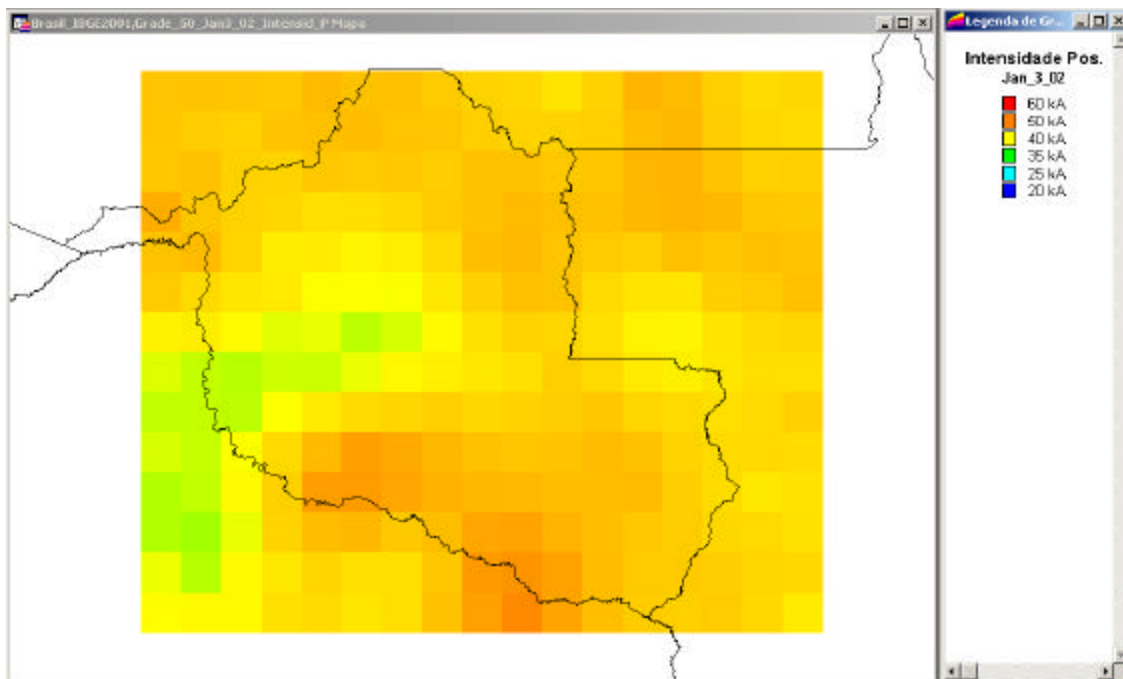 Brasil_IBGE2001/Grade_50_Jan3_02_Intensid_P Mapa
Legenda de Gr...
Intensidade Pos.
Jan_3_02
60 kA
50 kA
40 kA
35 kA
25 kA
20 kA